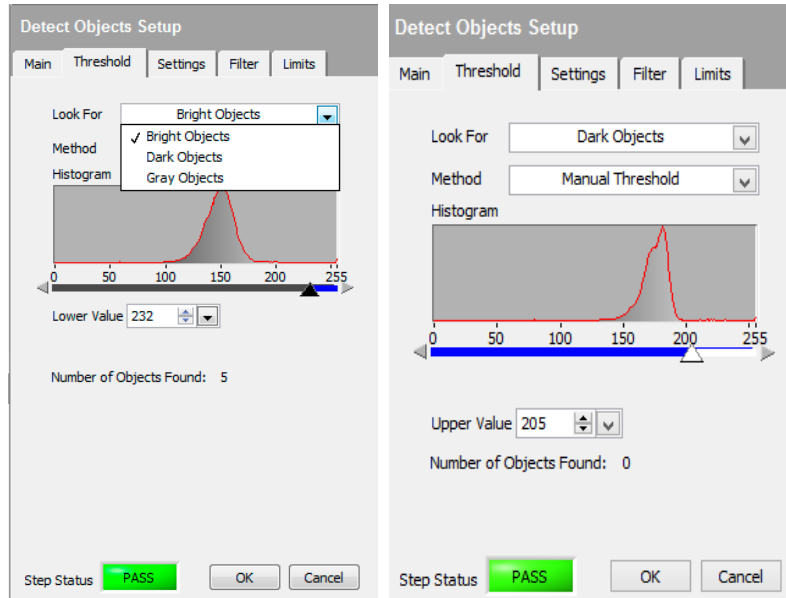 Detect Objects Setup
Main Threshold Settings Filter Limits
Look For Bright Objects
✓ Bright Objects
Method
Dark Objects
Histogram
Gray Objects
0 50 100 150 200 255
Lower Value 232
Number of Objects Found: 5
Step Status PASS OK Cancel
Detect Objects Setup
Main Threshold Settings Filter Limits
Look For Dark Objects
Method Manual Threshold
Histogram
0 50 100 150 200 255
Upper Value 205
Number of Objects Found: 0
Step Status PASS OK Cancel